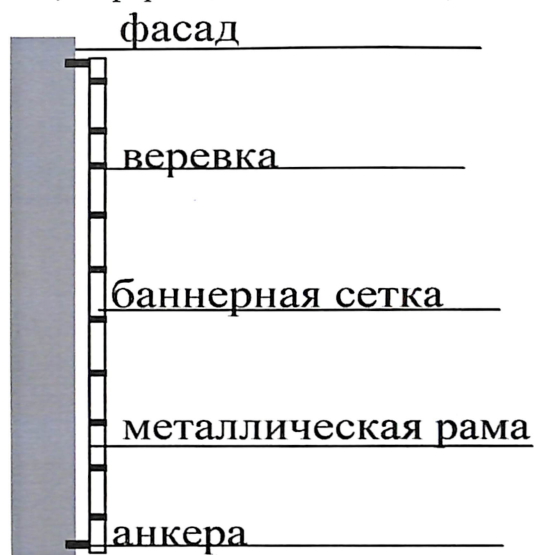 фасад
веревка
баннерная сетка
металлическая рама
анкера